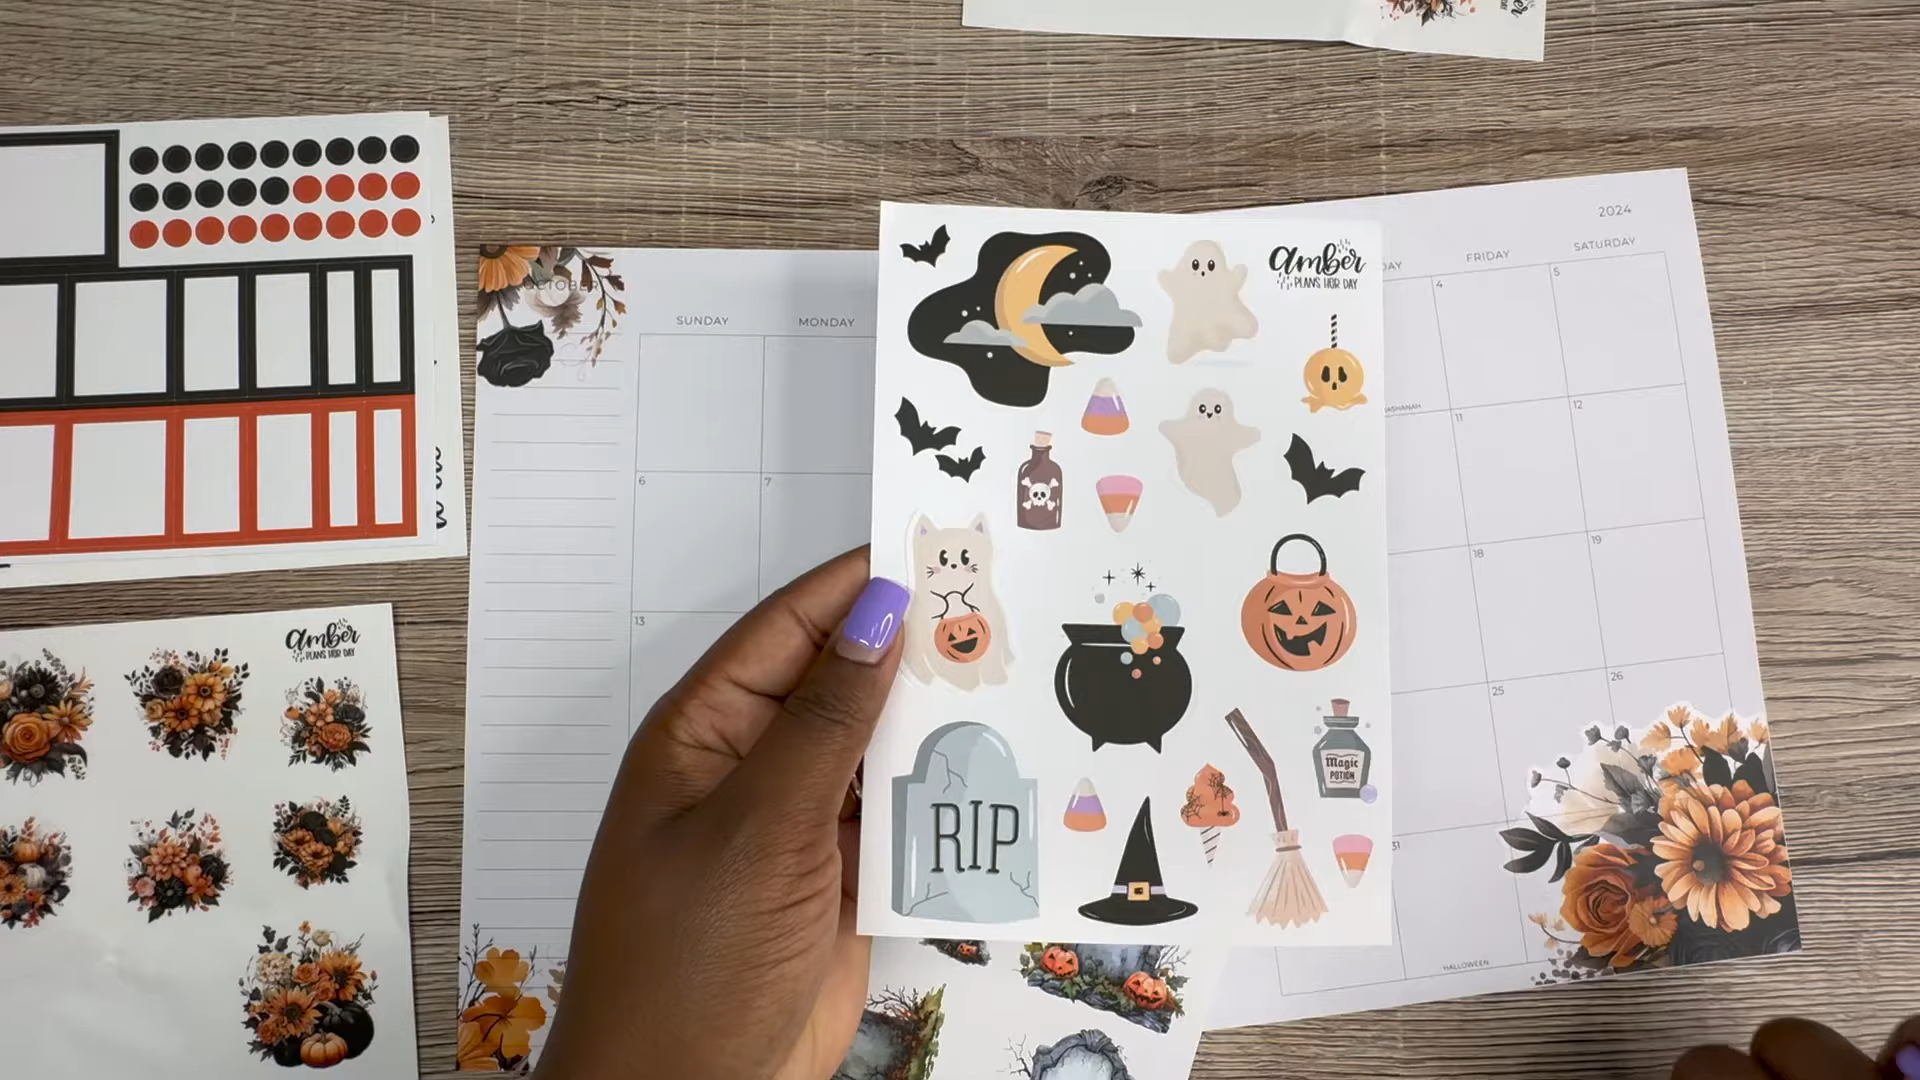 OCTOBER
SUNDAY
MONDAY
6
7
13
amber
PLANS HER DAY
RIP
Magic
POTION
2024
FRIDAY
SATURDAY
4
5
11
12
18
19
25
26
31
HALLOWEEN
amber
PLANS HER DAY